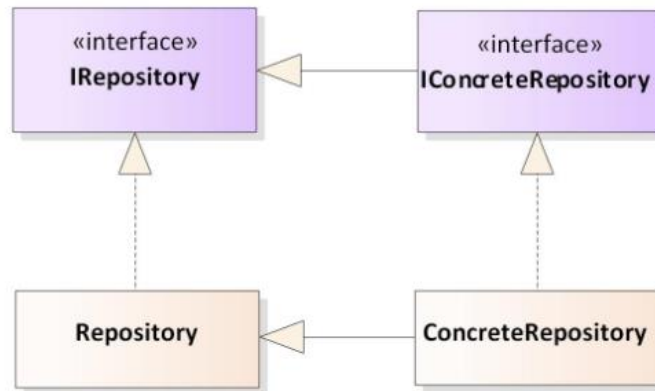 «interface»
IRepository
«interface»
IConcreteRepository
Repository
ConcreteRepository